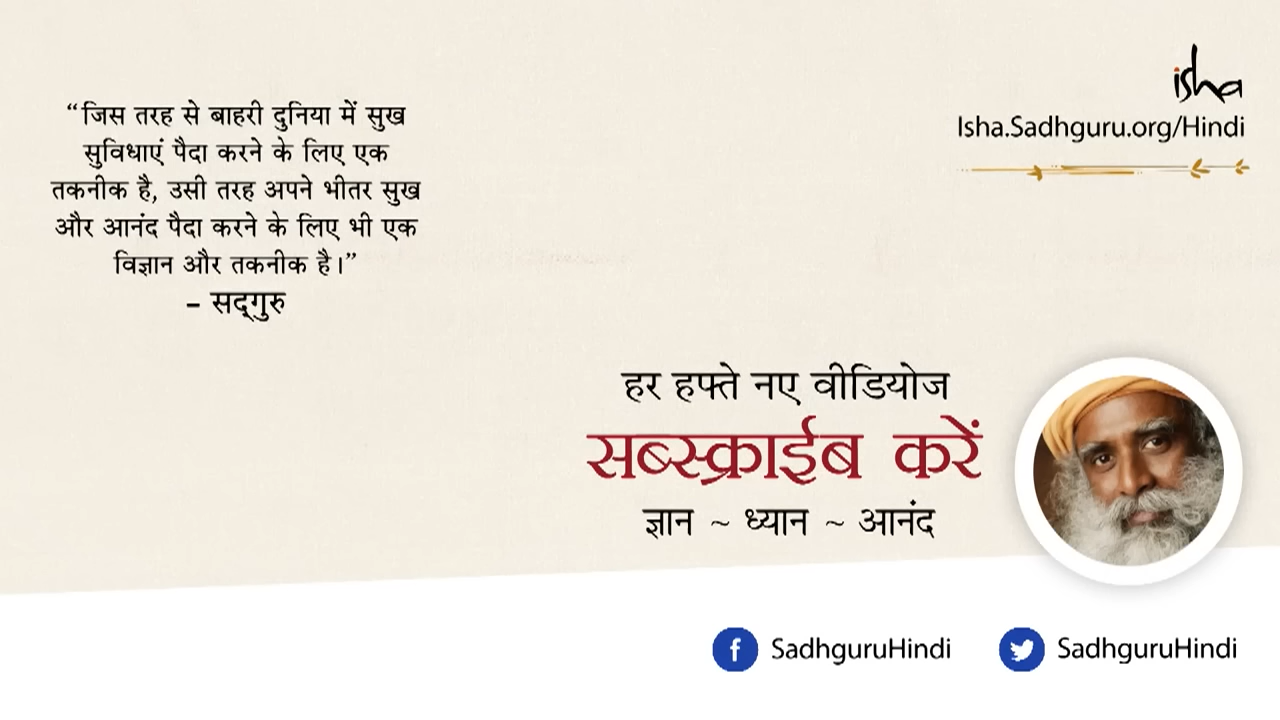 “जिस तरह से बाहरी दुनिया में सुख
सुविधाएं पैदा करने के लिए एक
तकनीक है, उसी तरह अपने भीतर सुख
और आनंद पैदा करने के लिए भी एक
विज्ञान और तकनीक है।”
– सद्‌गुरु
isha
Isha.Sadhguru.org/Hindi
हर हफ्ते नए वीडियोज
सब्स्क्राईब करें
ज्ञान ~ ध्यान ~ आनंद
SadhguruHindi
SadhguruHindi